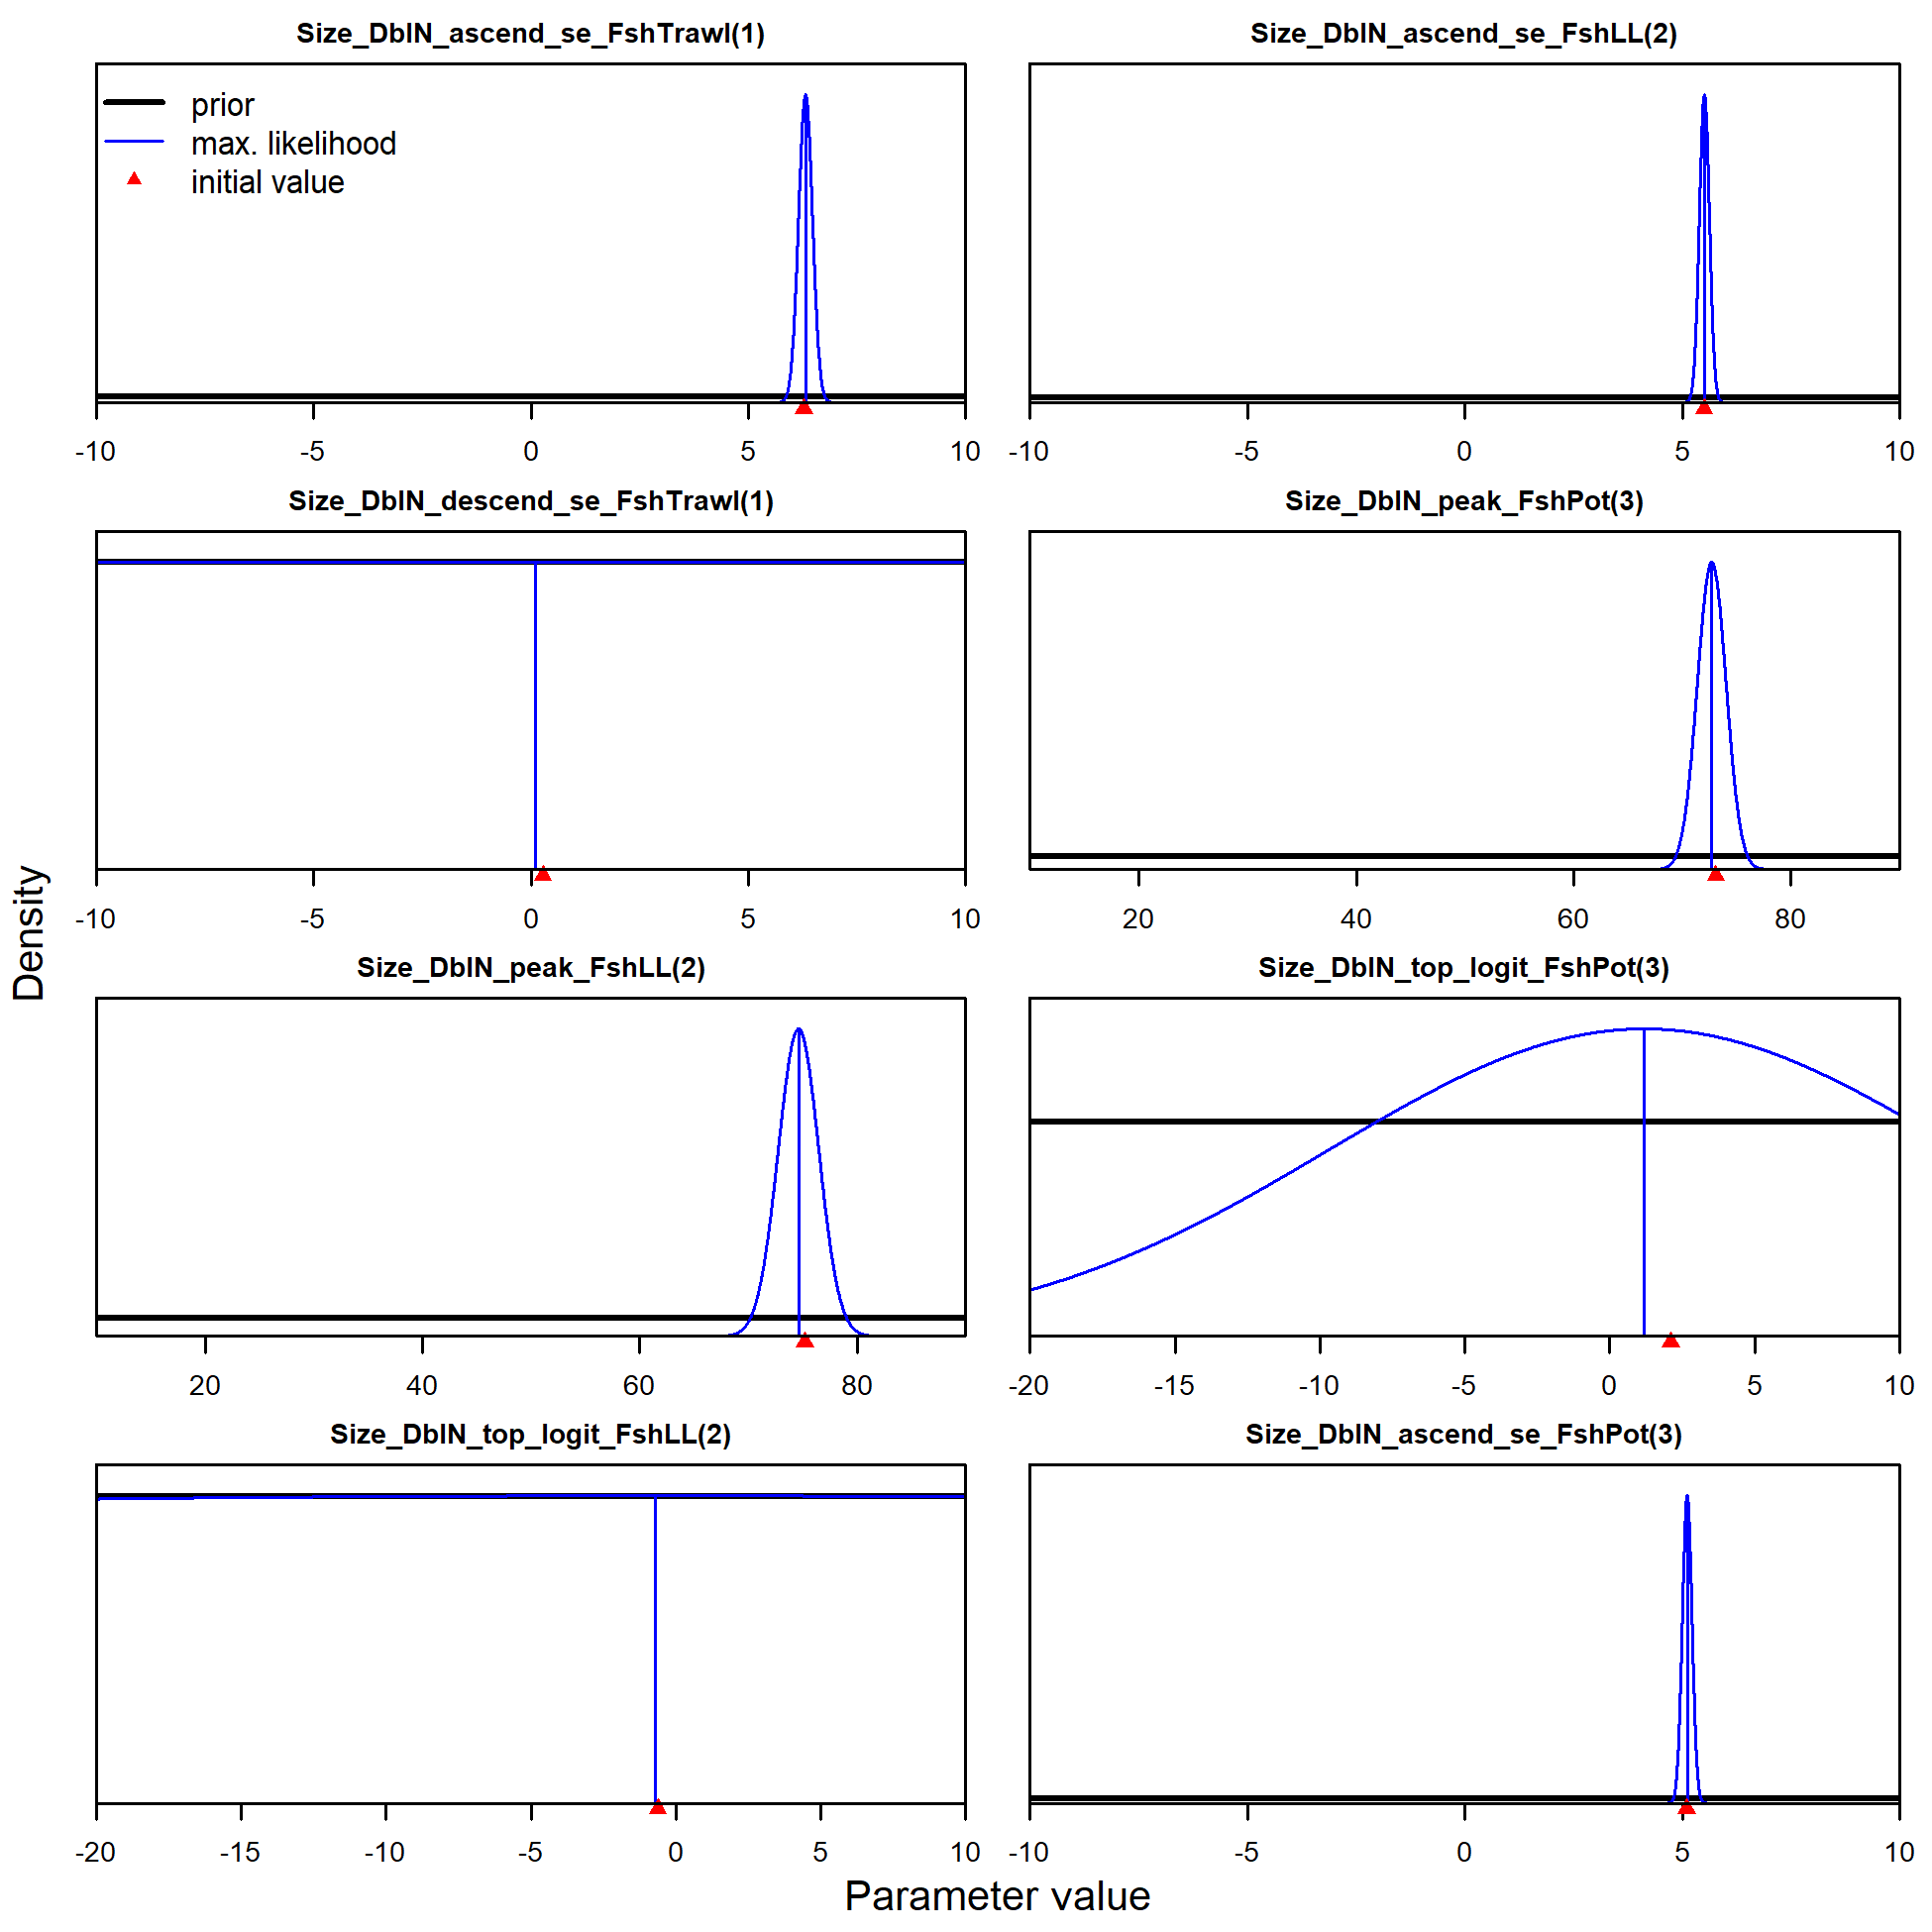 Size_DblN_ascend_se_FshTrawl(1)
prior
max. likelihood
initial value
-10 -5 0 5 10
Size_DblN_ascend_se_FshLL(2)
-10 -5 0 5 10
Size_DblN_descend_se_FshTrawl(1)
-10 -5 0 5 10
Size_DblN_peak_FshPot(3)
20 40 60 80
Size_DblN_peak_FshLL(2)
20 40 60 80
Size_DblN_top_logit_FshPot(3)
-20 -15 -10 -5 0 5 10
Size_DblN_top_logit_FshLL(2)
-20 -15 -10 -5 0 5 10
Size_DblN_ascend_se_FshPot(3)
-10 -5 0 5 10
Density
Parameter value